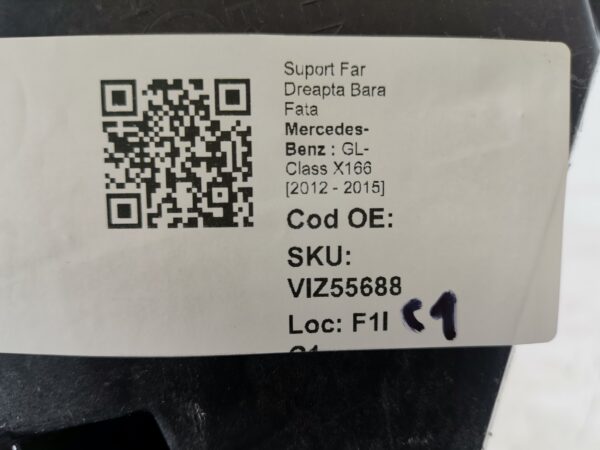 Suport Far
Dreapta Bara
Fata
Mercedes-
Benz : GL-
Class X166
[2012 - 2015]
Cod OE:
SKU:
VIZ55688
Loc: F1I C1
C1